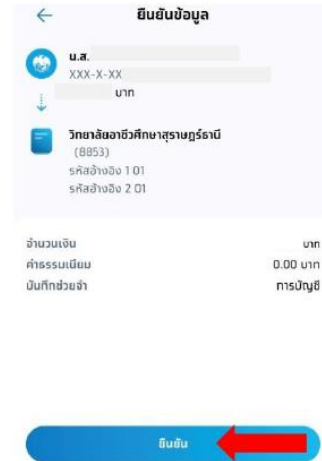 ยืนยันข้อมูล
น.ส.
XXX-X-XX
บาท
วิทยาลัยอาชีวศึกษาสุราษฎร์ธานี
(8853)
รหัสอ้างอิง 1 01
รหัสอ้างอิง 2 01
จำนวนเงิน บาท
ค่าธรรมเนียม 0.00 บาท
บันทึกช่วยจำ การบัญชี
ยืนยัน